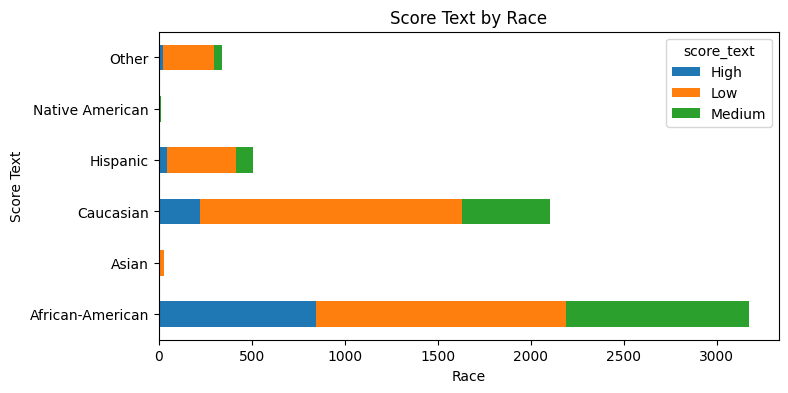 Score Text by Race
score_text
High
Low
Medium
Score Text
Other
Native American
Hispanic
Caucasian
Asian
African-American
0 500 1000 1500 2000 2500 3000
Race